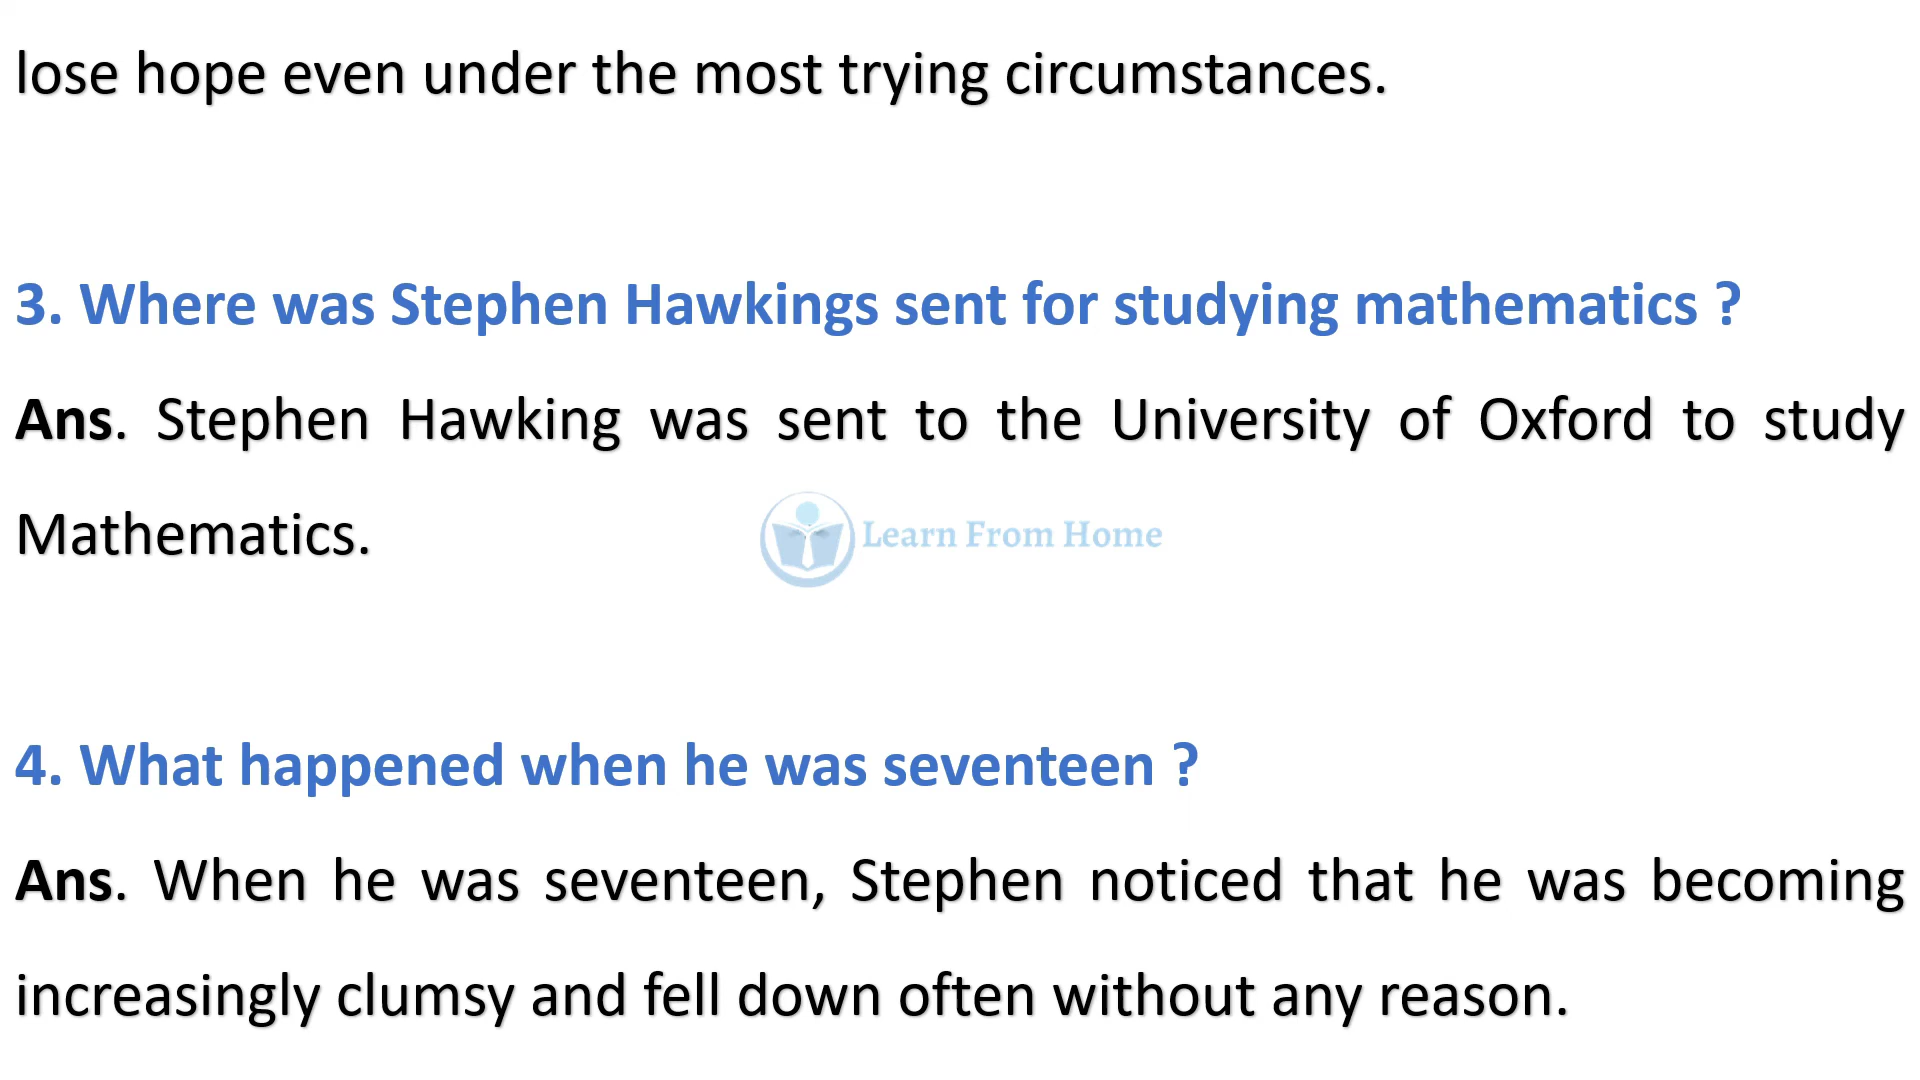 lose hope even under the most trying circumstances.
3. Where was Stephen Hawkings sent for studying mathematics ?
Ans. Stephen Hawking was sent to the University of Oxford to study
Mathematics.
Learn From Home
4. What happened when he was seventeen ?
Ans. When he was seventeen, Stephen noticed that he was becoming
increasingly clumsy and fell down often without any reason.